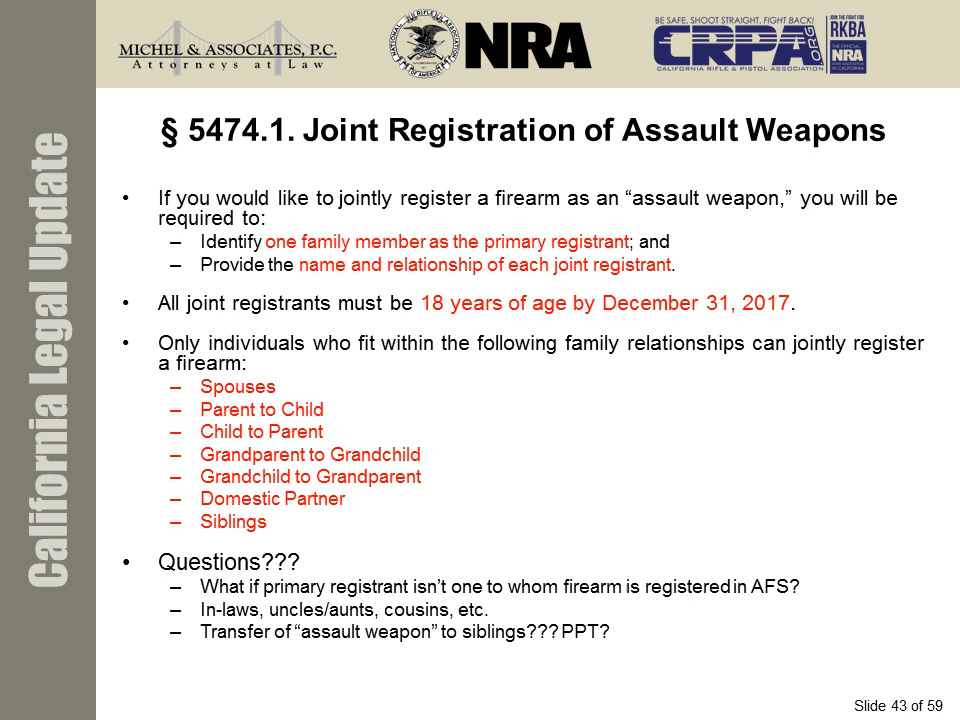 MICHEL & ASSOCIATES, P.C.
Attorneys at Law
NATIONAL RIFLE ASSOCIATION
OF AMERICA
NRA
BE SAFE. SHOOT STRAIGHT. FIGHT BACK!
CRPA
.ORG
CALIFORNIA RIFLE & PISTOL ASSOCIATION
JOIN THE FIGHT FOR
RKBA
THE OFFICIAL
NRA
STATE ASSOCIATION
IN CALIFORNIA
California Legal Update
§ 5474.1. Joint Registration of Assault Weapons
• If you would like to jointly register a firearm as an “assault weapon,” you will be
required to:
– Identify one family member as the primary registrant; and
– Provide the name and relationship of each joint registrant.
• All joint registrants must be 18 years of age by December 31, 2017.
• Only individuals who fit within the following family relationships can jointly register
a firearm:
– Spouses
– Parent to Child
– Child to Parent
– Grandparent to Grandchild
– Grandchild to Grandparent
– Domestic Partner
– Siblings
• Questions???
– What if primary registrant isn’t one to whom firearm is registered in AFS?
– In-laws, uncles/aunts, cousins, etc.
– Transfer of “assault weapon” to siblings??? PPT?
Slide 43 of 59